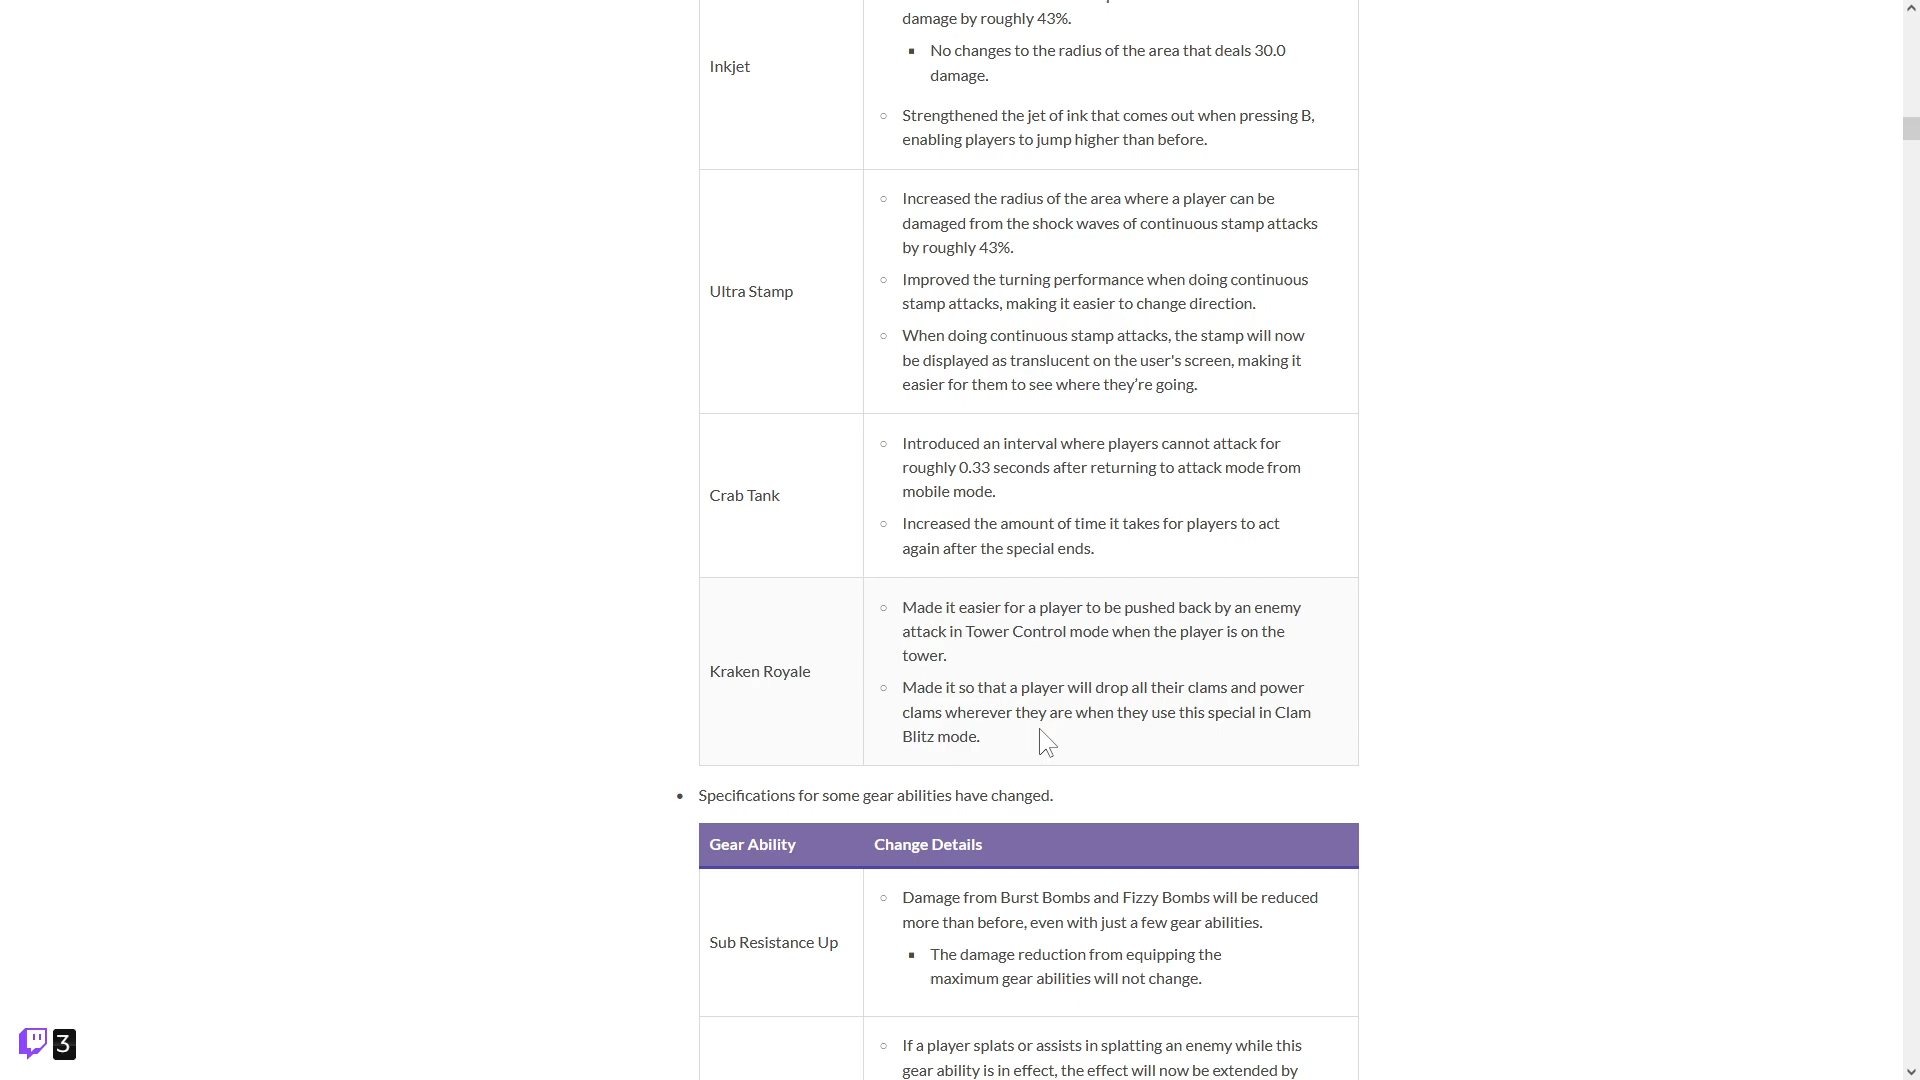 damage by roughly 43%.
Inkjet
▪ No changes to the radius of the area that deals 30.0
damage.
○ Strengthened the jet of ink that comes out when pressing B,
enabling players to jump higher than before.
Ultra Stamp
○ Increased the radius of the area where a player can be
damaged from the shock waves of continuous stamp attacks
by roughly 43%.
○ Improved the turning performance when doing continuous
stamp attacks, making it easier to change direction.
○ When doing continuous stamp attacks, the stamp will now
be displayed as translucent on the user's screen, making it
easier for them to see where they’re going.
Crab Tank
○ Introduced an interval where players cannot attack for
roughly 0.33 seconds after returning to attack mode from
mobile mode.
○ Increased the amount of time it takes for players to act
again after the special ends.
Kraken Royale
○ Made it easier for a player to be pushed back by an enemy
attack in Tower Control mode when the player is on the
tower.
○ Made it so that a player will drop all their clams and power
clams wherever they are when they use this special in Clam
Blitz mode.
• Specifications for some gear abilities have changed.
Gear Ability Change Details
Sub Resistance Up
○ Damage from Burst Bombs and Fizzy Bombs will be reduced
more than before, even with just a few gear abilities.
▪ The damage reduction from equipping the
maximum gear abilities will not change.
○ If a player splats or assists in splatting an enemy while this
gear ability is in effect, the effect will now be extended by
3